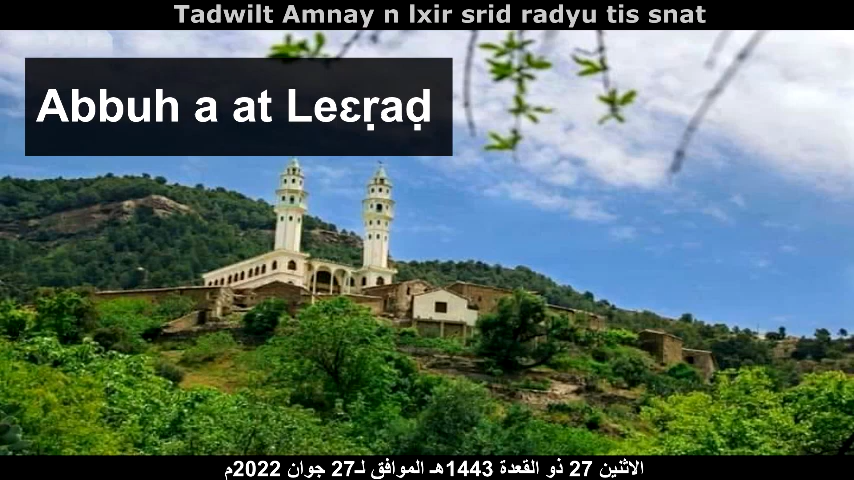 Tadwilt Amnay n lxir srid radyu tis snat
Abbuh a at Leɛṛaḍ
الاثنين 27 ذو القعدة 1443هـ الموافق لـ27 جوان 2022م